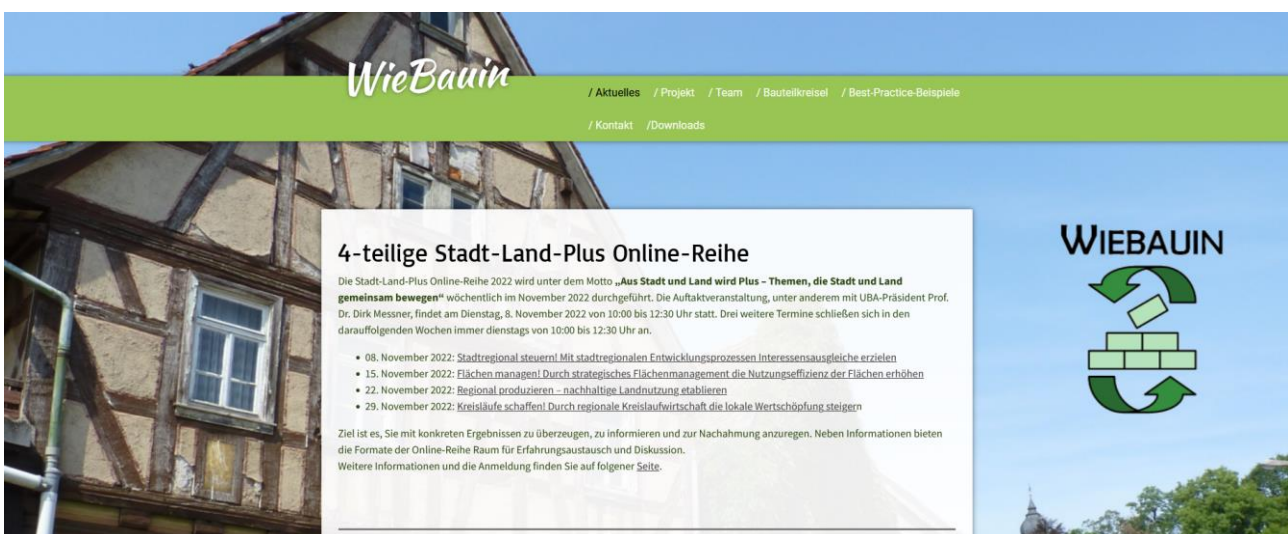 WieBauin
/ Aktuelles / Projekt / Team / Bauteilkreisel / Best-Practice-Beispiele
/ Kontakt /Downloads
WIEBAUIN
4-teilige Stadt-Land-Plus Online-Reihe
Die Stadt-Land-Plus Online-Reihe 2022 wird unter dem Motto „Aus Stadt und Land wird Plus – Themen, die Stadt und Land
gemeinsam bewegen“ wöchentlich im November 2022 durchgeführt. Die Auftaktveranstaltung, unter anderem mit UBA-Präsident Prof.
Dr. Dirk Messner, findet am Dienstag, 8. November 2022 von 10:00 bis 12:30 Uhr statt. Drei weitere Termine schließen sich in den
darauffolgenden Wochen immer dienstags von 10:00 bis 12:30 Uhr an.
• 08. November 2022: Stadtregional steuern! Mit stadtregionalen Entwicklungsprozessen Interessensausgleiche erzielen
• 15. November 2022: Flächen managen! Durch strategisches Flächenmanagement die Nutzungseffizienz der Flächen erhöhen
• 22. November 2022: Regional produzieren – nachhaltige Landnutzung etablieren
• 29. November 2022: Kreisläufe schaffen! Durch regionale Kreislaufwirtschaft die lokale Wertschöpfung steigern
Ziel ist es, Sie mit konkreten Ergebnissen zu überzeugen, zu informieren und zur Nachahmung anzuregen. Neben Informationen bieten
die Formate der Online-Reihe Raum für Erfahrungsaustausch und Diskussion.
Weitere Informationen und die Anmeldung finden Sie auf folgener Seite.